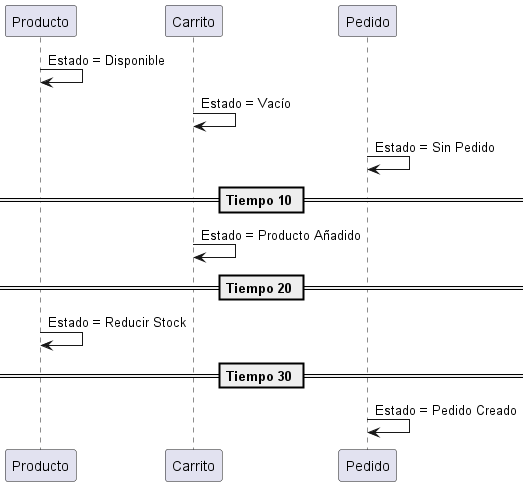 Producto Carrito Pedido
Estado = Disponible
Estado = Vacío
Estado = Sin Pedido
Tiempo 10
Estado = Producto Añadido
Tiempo 20
Estado = Reducir Stock
Tiempo 30
Estado = Pedido Creado
Producto Carrito Pedido